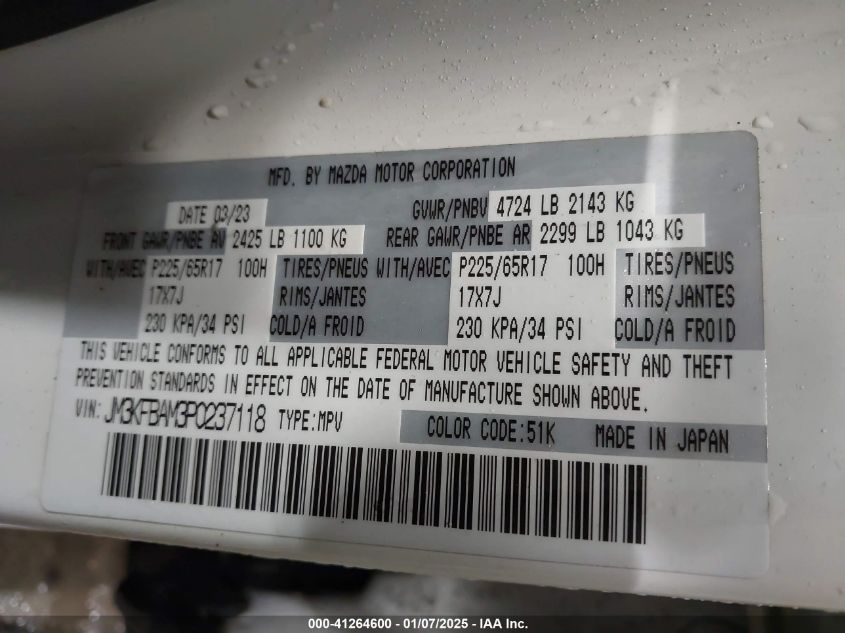 MFD. BY MAZDA MOTOR CORPORATION
DATE 03/23 GVWR/PNBV 4724 LB 2143 KG
FRONT GAWR/PNBE AV 2425 LB 1100 KG REAR GAWR/PNBE AR 2299 LB 1043 KG
WITH/AVEC P225/65R17 100H TIRES/PNEUS WITH/AVEC P225/65R17 100H TIRES/PNEUS
17X7J RIMS/JANTES 17X7J RIMS/JANTES
230 KPA/34 PSI COLD/A FROID 230 KPA/34 PSI COLD/A FROID
THIS VEHICLE CONFORMS TO ALL APPLICABLE FEDERAL MOTOR VEHICLE SAFETY AND THEFT
PREVENTION STANDARDS IN EFFECT ON THE DATE OF MANUFACTURE SHOWN ABOVE.
VIN: JM3KFBAM3P0237118 TYPE:MPV COLOR CODE:51K MADE IN JAPAN
000-41264600 - 01/07/2025 - IAA Inc.